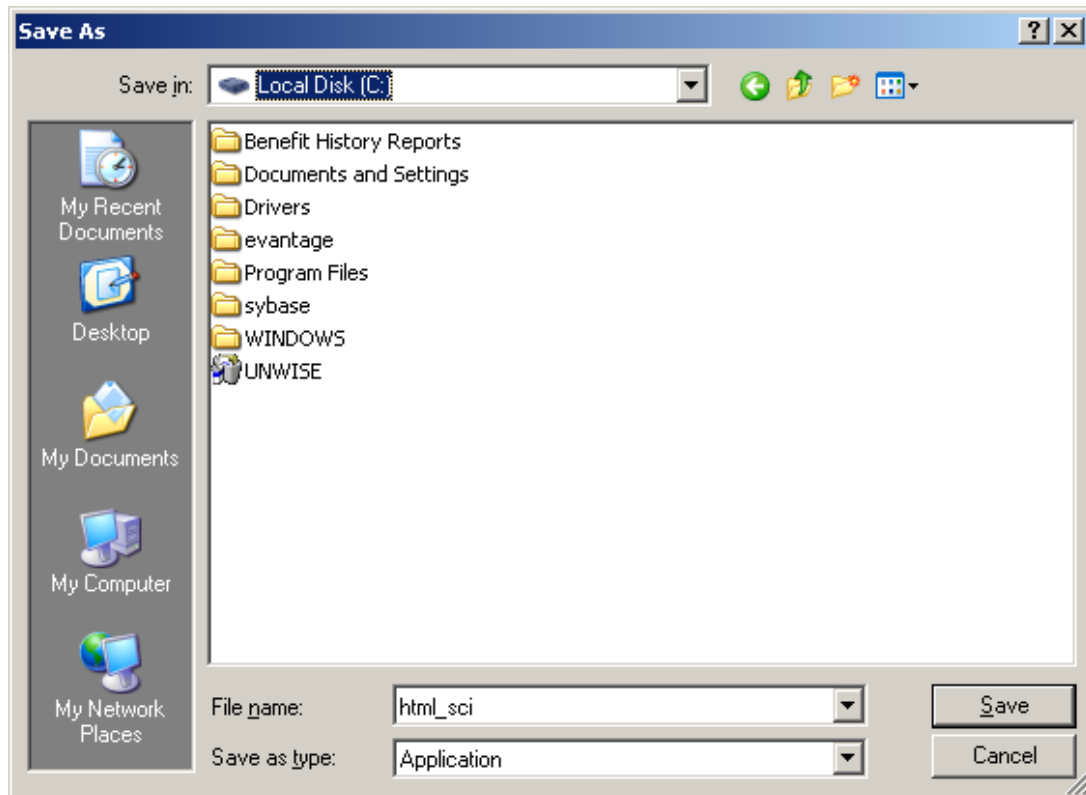 Save As
Save in:
Local Disk (C:)
My Recent
Documents
Desktop
My Documents
My Computer
My Network
Places
Benefit History Reports
Documents and Settings
Drivers
evantage
Program Files
sybase
WINDOWS
UNWISE
File name:
html_sci
Save
Save as type:
Application
Cancel